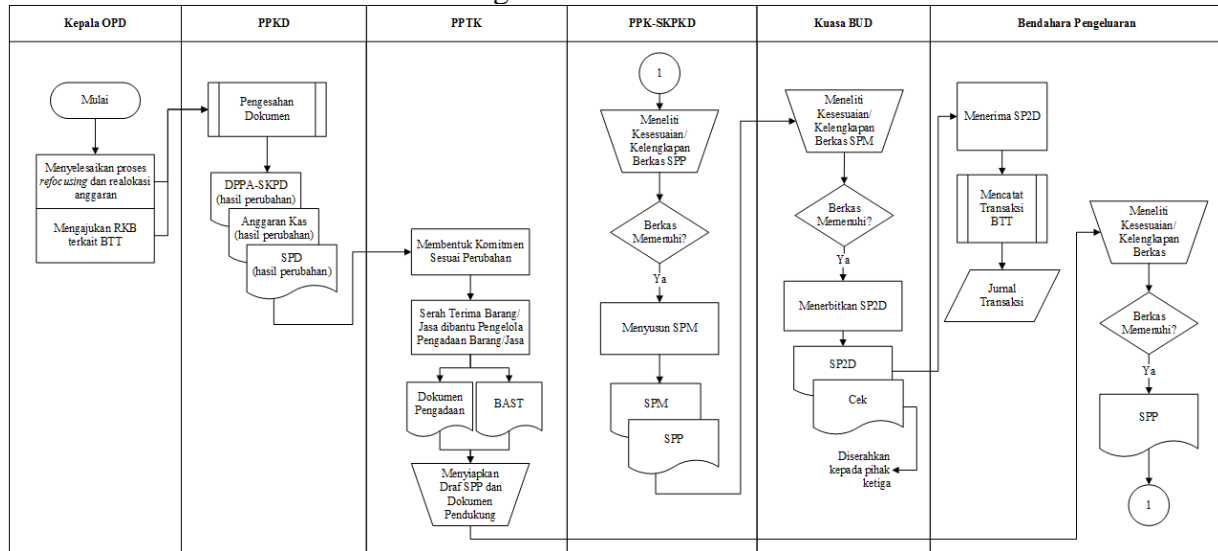 Kepala OPD
PPKD
PPTK
PPK-SKPKD
Kuasa BUD
Bendahara Pengeluaran
Mulai
Menyelesaikan proses
refocusing dan realokasi
anggaran
Mengajukan RKB
terkait BTT
Pengesahan
Dokumen
DPPA-SKPD
(hasil perubahan)
Anggaran Kas
(hasil perubahan)
SPD
(hasil perubahan)
Membentuk Komitmen
Sesuai Perubahan
Serah Terima Barang/
Jasa dibantu Pengelola
Pengadaan Barang/Jasa
Dokumen
Pengadaan
BAST
Menyiapkan
Draf SPP dan
Dokumen
Pendukung
1
Meneliti
Kesesuaian/
Kelengkapan
Berkas SPP
Berkas
Memenuhi?
Ya
Menyusun SPM
SPM
SPP
Meneliti
Kesesuaian/
Kelengkapan
Berkas SPM
Berkas
Memenuhi?
Ya
Menerbitkan SP2D
SP2D
Cek
Diserahkan
kepada pihak
ketiga
Menerima SP2D
Mencatat
Transaksi
BTT
Jurnal
Transaksi
Meneliti
Kesesuaian/
Kelengkapan
Berkas
Berkas
Memenuhi?
Ya
SPP
1